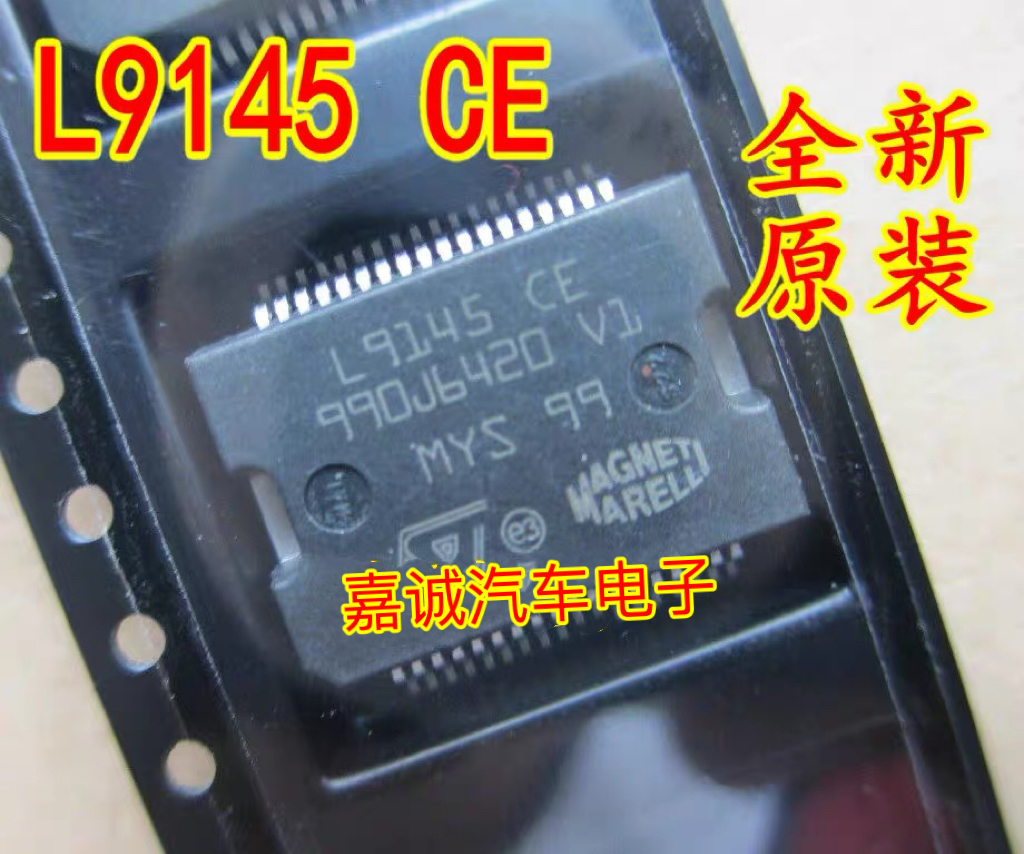 L9145 CE
全新
原装
L9145 CE
990J6420 V1
MYS 99
MAGNETI
MARELLI
e3
嘉诚汽车电子